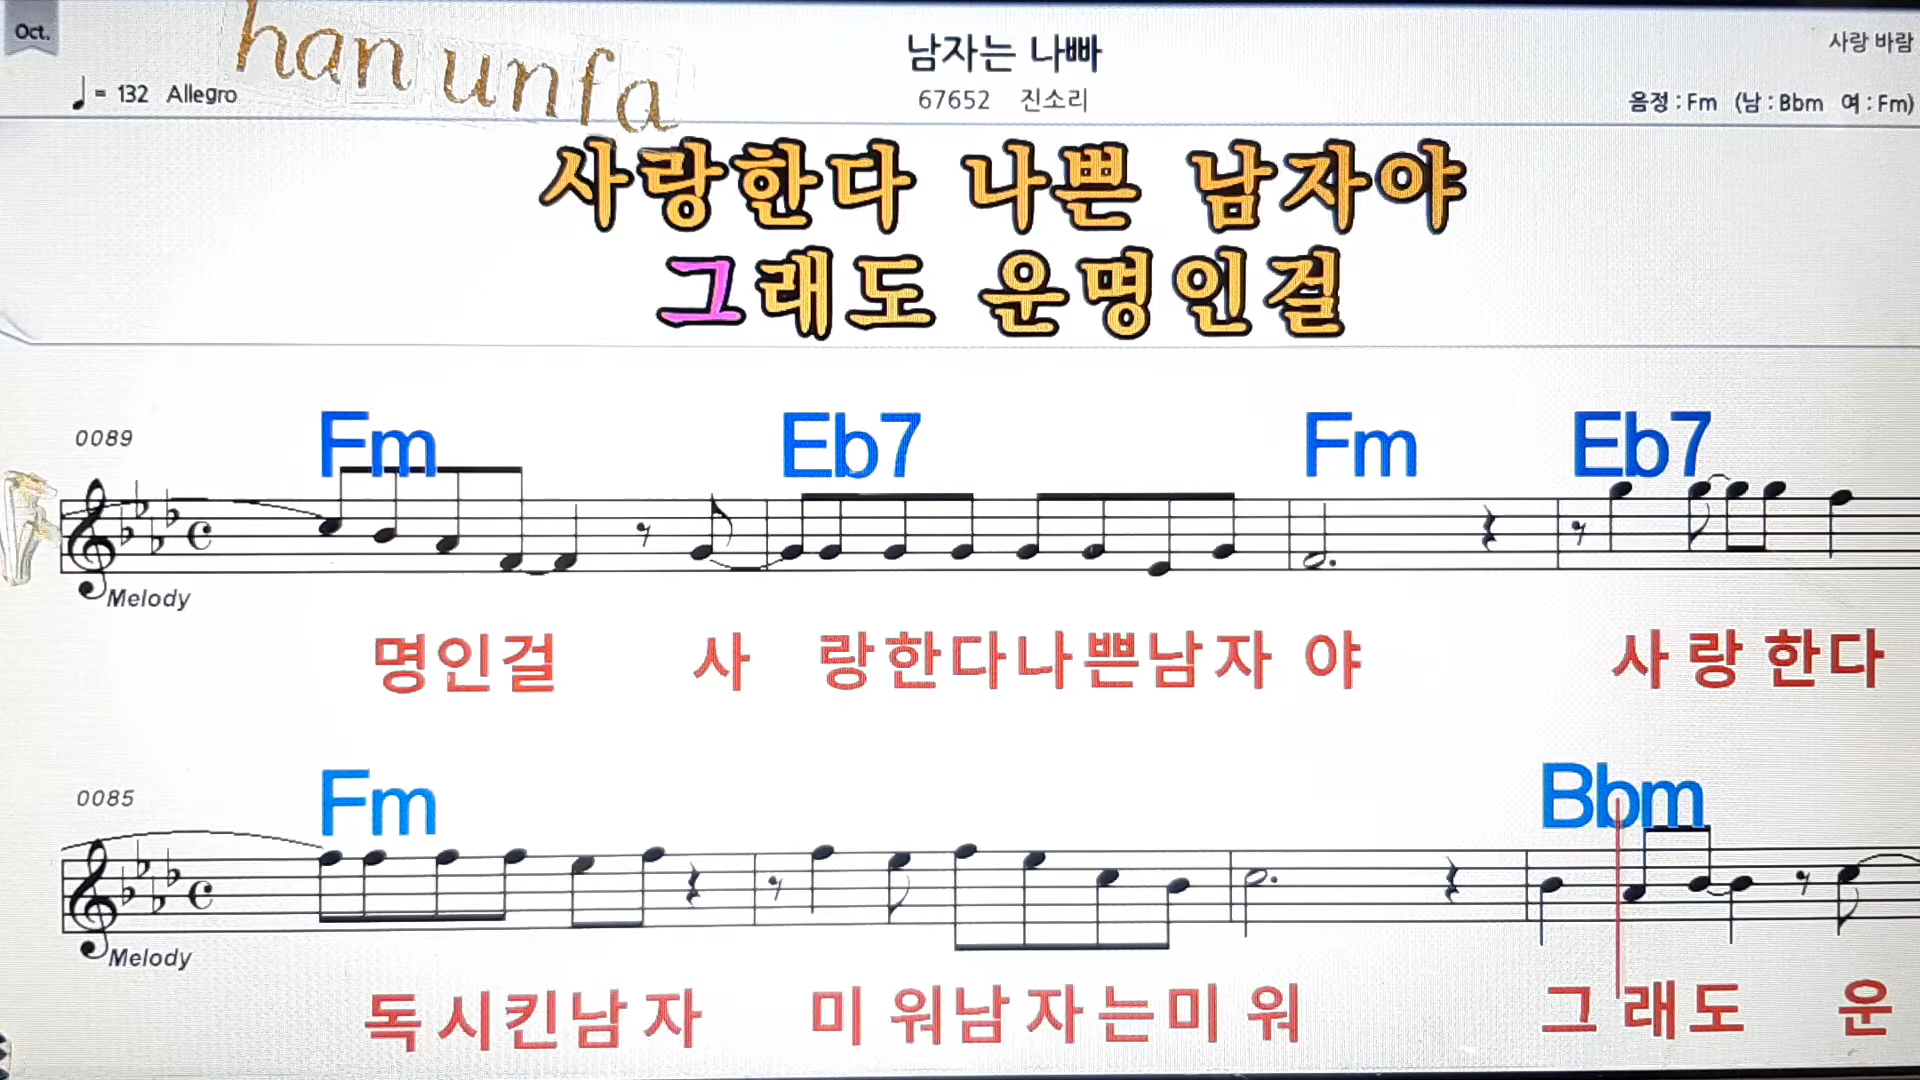 Oct.
han unfa
남자는 나빠
사랑 바람
♩ = 132 Allegro
67652 진소리
음정 : Fm (남 : Bbm 여 : Fm)
사랑한다 나쁜 남자야
그래도 운명인걸
0089
Fm Eb7 Fm Eb7
Melody
명인걸 사 랑한다나쁜남자 야 사랑한다
0085
Fm Bbm
Melody
독시킨남자 미 워남자는미 워 그래도 운